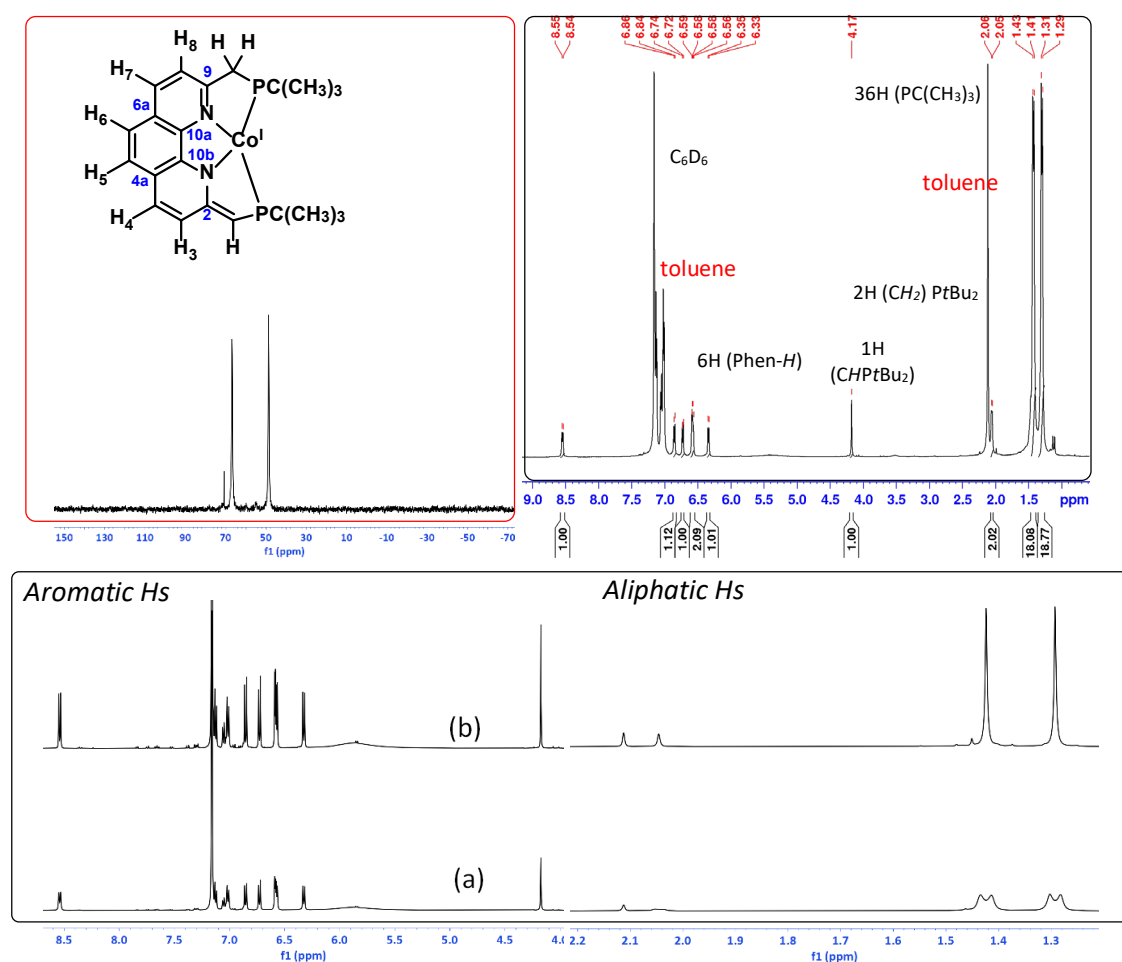 H8
H H
H7
9
PC(CH3)3
6a
N
H6
10a
CoI
10b
H5
N
4a
PC(CH3)3
H4
2
H3
H
150 130 110 90 70 50 30 10 -10 -30 -50 -70
f1 (ppm)
8.55 8.54 6.86 6.84 6.74 6.72 6.59 6.58 6.58 6.56 6.35 6.33 4.17 2.06 2.05 1.43 1.41 1.31 1.29
36H (PC(CH3)3)
C6D6
toluene
toluene
2H (CH2) PtBu2
6H (Phen-H)
1H
(CHPtBu2)
9.0 8.5 8.0 7.5 7.0 6.5 6.0 5.5 5.0 4.5 4.0 3.5 3.0 2.5 2.0 1.5 ppm
1.00 1.12 1.00 2.09 1.01 1.00 2.02 18.08 18.77
Aromatic Hs
Aliphatic Hs
(b)
(a)
8.5 8.0 7.5 7.0 6.5 6.0 5.5 5.0 4.5 4.0
f1 (ppm)
2.2 2.1 2.0 1.9 1.8 1.7 1.6 1.5 1.4 1.3
f1 (ppm)